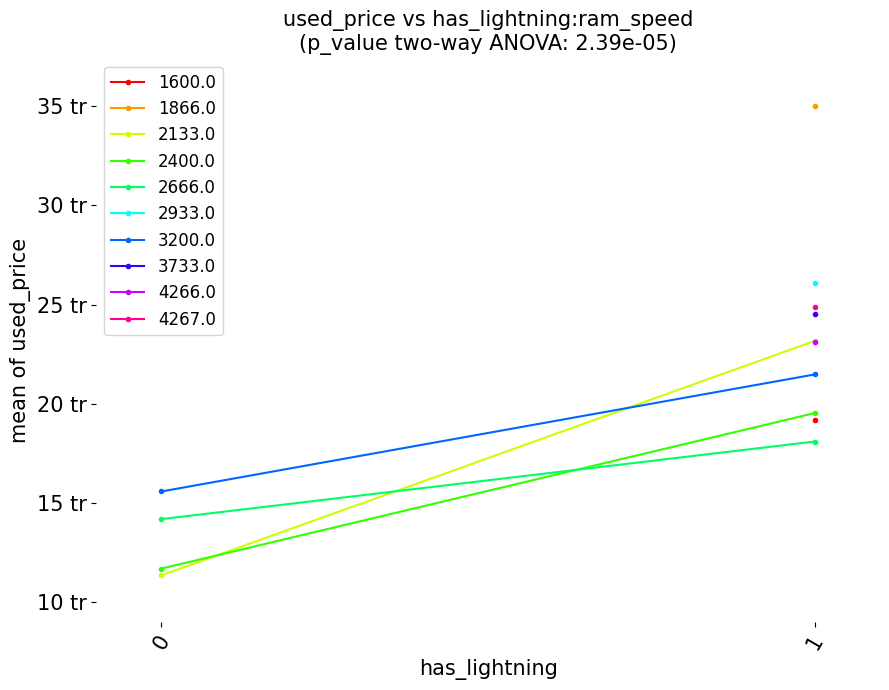 used_price vs has_lightning:ram_speed
(p_value two-way ANOVA: 2.39e-05)
1600.0
1866.0
2133.0
2400.0
2666.0
2933.0
3200.0
3733.0
4266.0
4267.0
35 tr
30 tr
25 tr
20 tr
15 tr
10 tr
mean of used_price
0
1
has_lightning